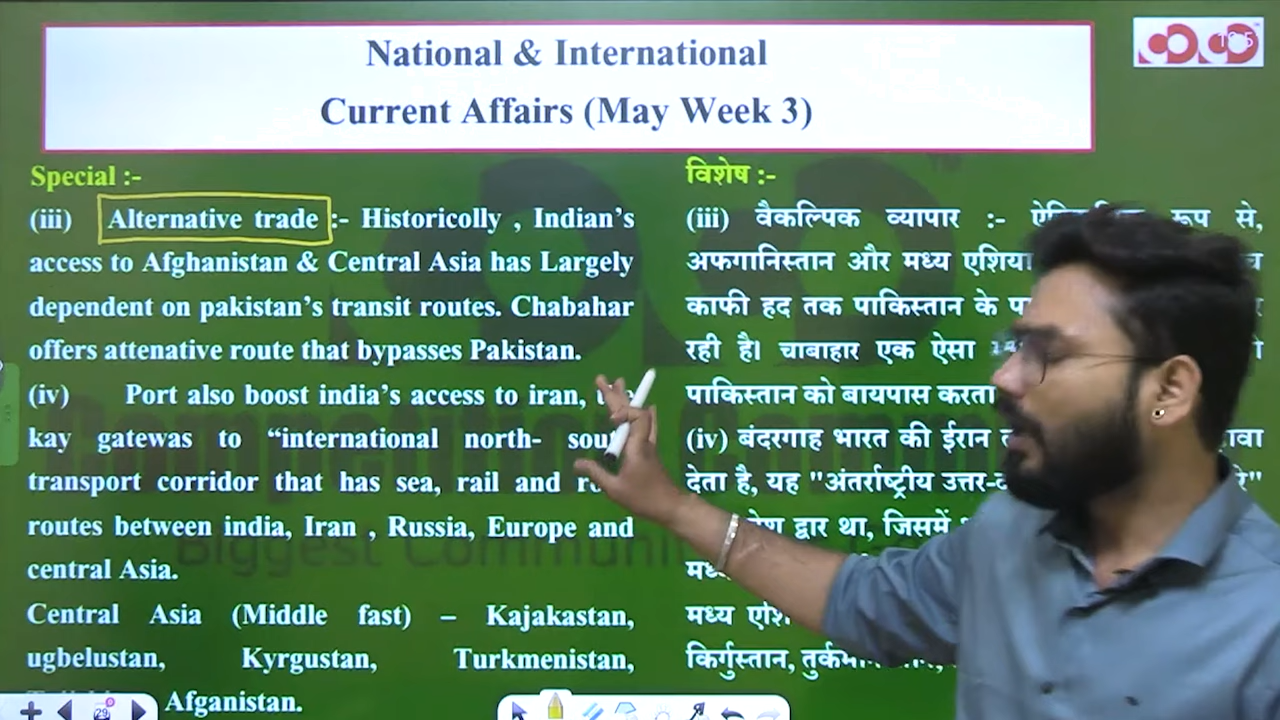 National & International
Current Affairs (May Week 3)
Special :-
(iii) Alternative trade :- Historicolly , Indian's
access to Afghanistan & Central Asia has Largely
dependent on pakistan's transit routes. Chabahar
offers attenative route that bypasses Pakistan.
(iv) Port also boost india's access to iran,
kay gatewas to “international north-
transport corridor that has sea, rail and
routes between india, Iran , Russia, Europe and
central Asia.
Central Asia (Middle fast) – Kajakastan,
ugbelustan, Kyrgustan, Turkmenistan,
Afganistan.
विशेष :-
(iii) वैकल्पिक व्यापार :- रूप से,
अफगानिस्तान और मध्य एशिया
काफी हद तक पाकिस्तान के
रही है। चाबाहार एक ऐसा
पाकिस्तान को बायपास करता
(iv) बंदरगाह भारत की ईरान
देता है, यह "अंतर्राष्ट्रीय
द्वार था, जिसमें
मध्य
किर्गुस्तान,
29